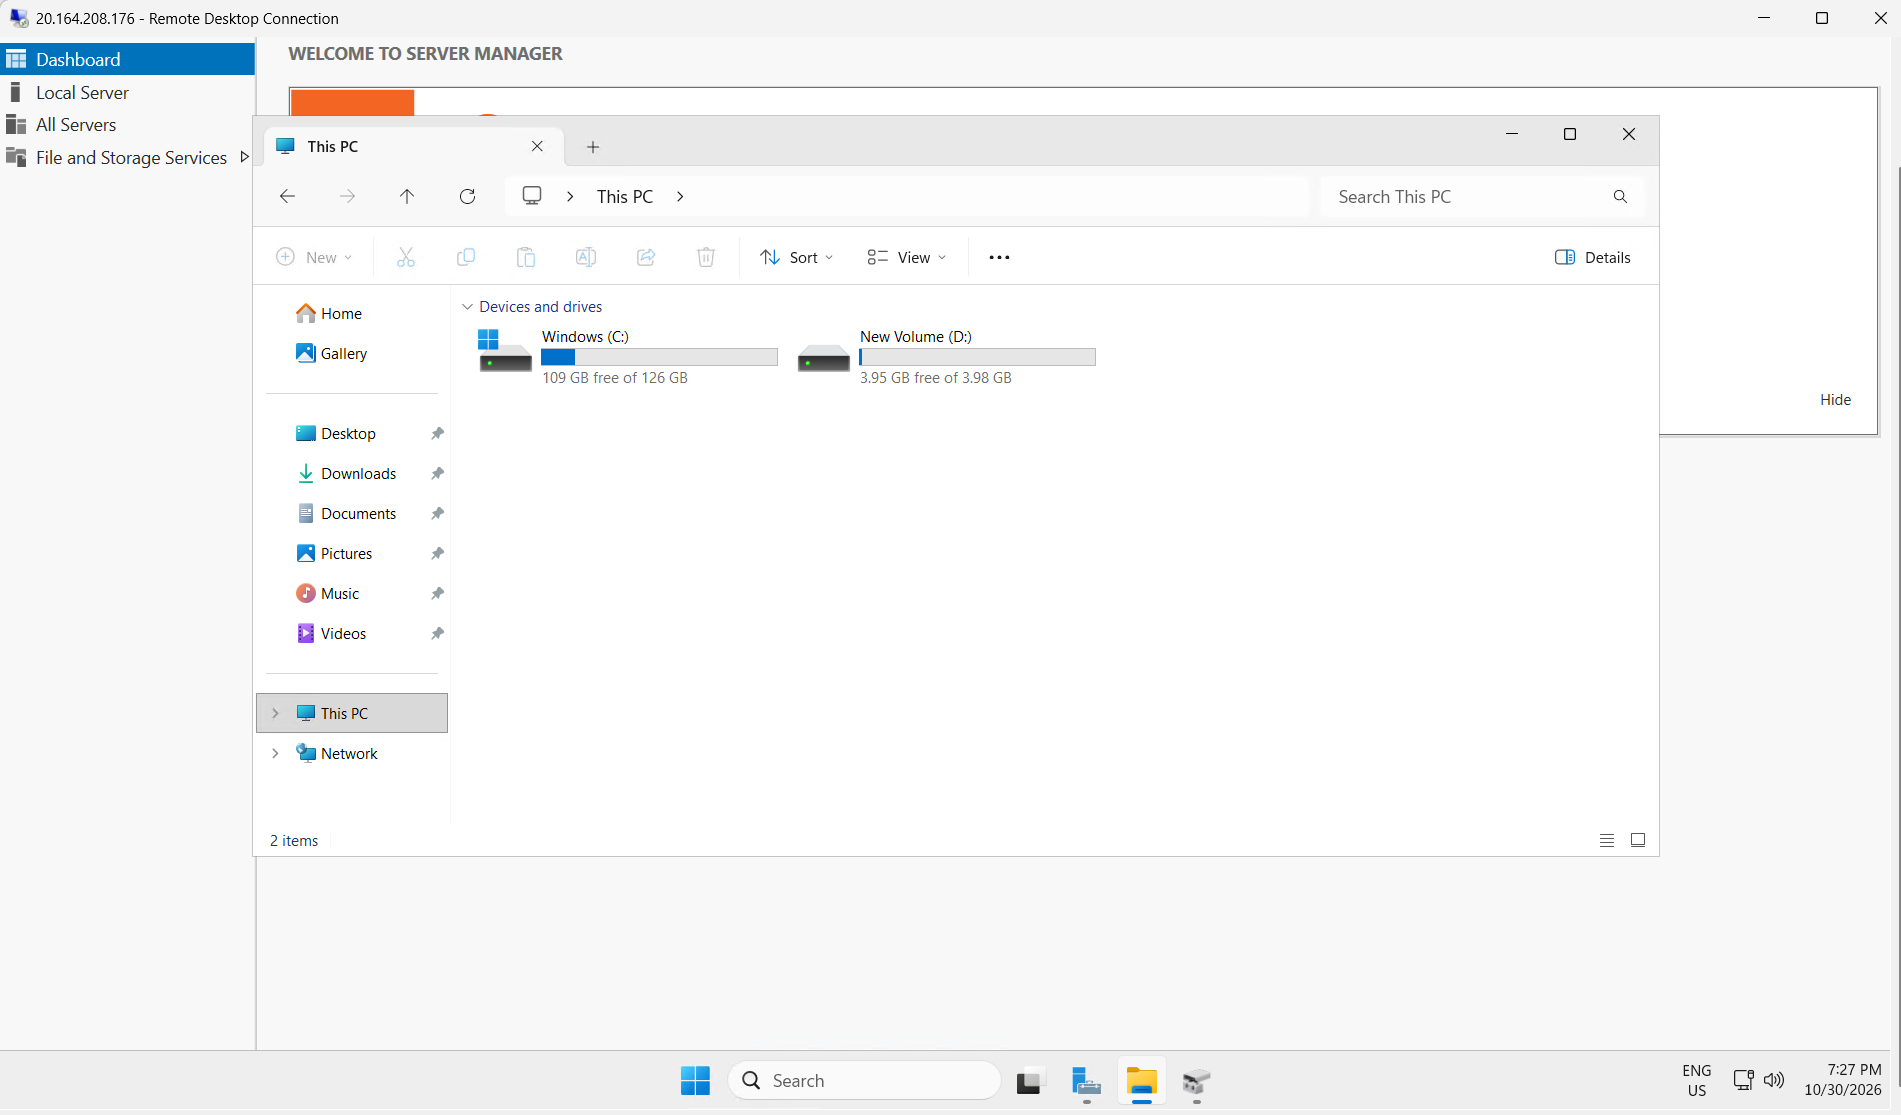 20.164.208.176 - Remote Desktop Connection
Dashboard
Local Server
All Servers
File and Storage Services
WELCOME TO SERVER MANAGER
This PC
This PC
Search This PC
New
Sort
View
Details
Home
Gallery
Desktop
Downloads
Documents
Pictures
Music
Videos
This PC
Network
Devices and drives
Windows (C:)
109 GB free of 126 GB
New Volume (D:)
3.95 GB free of 3.98 GB
Hide
2 items
Search
ENG
US
7:27 PM
10/30/2026